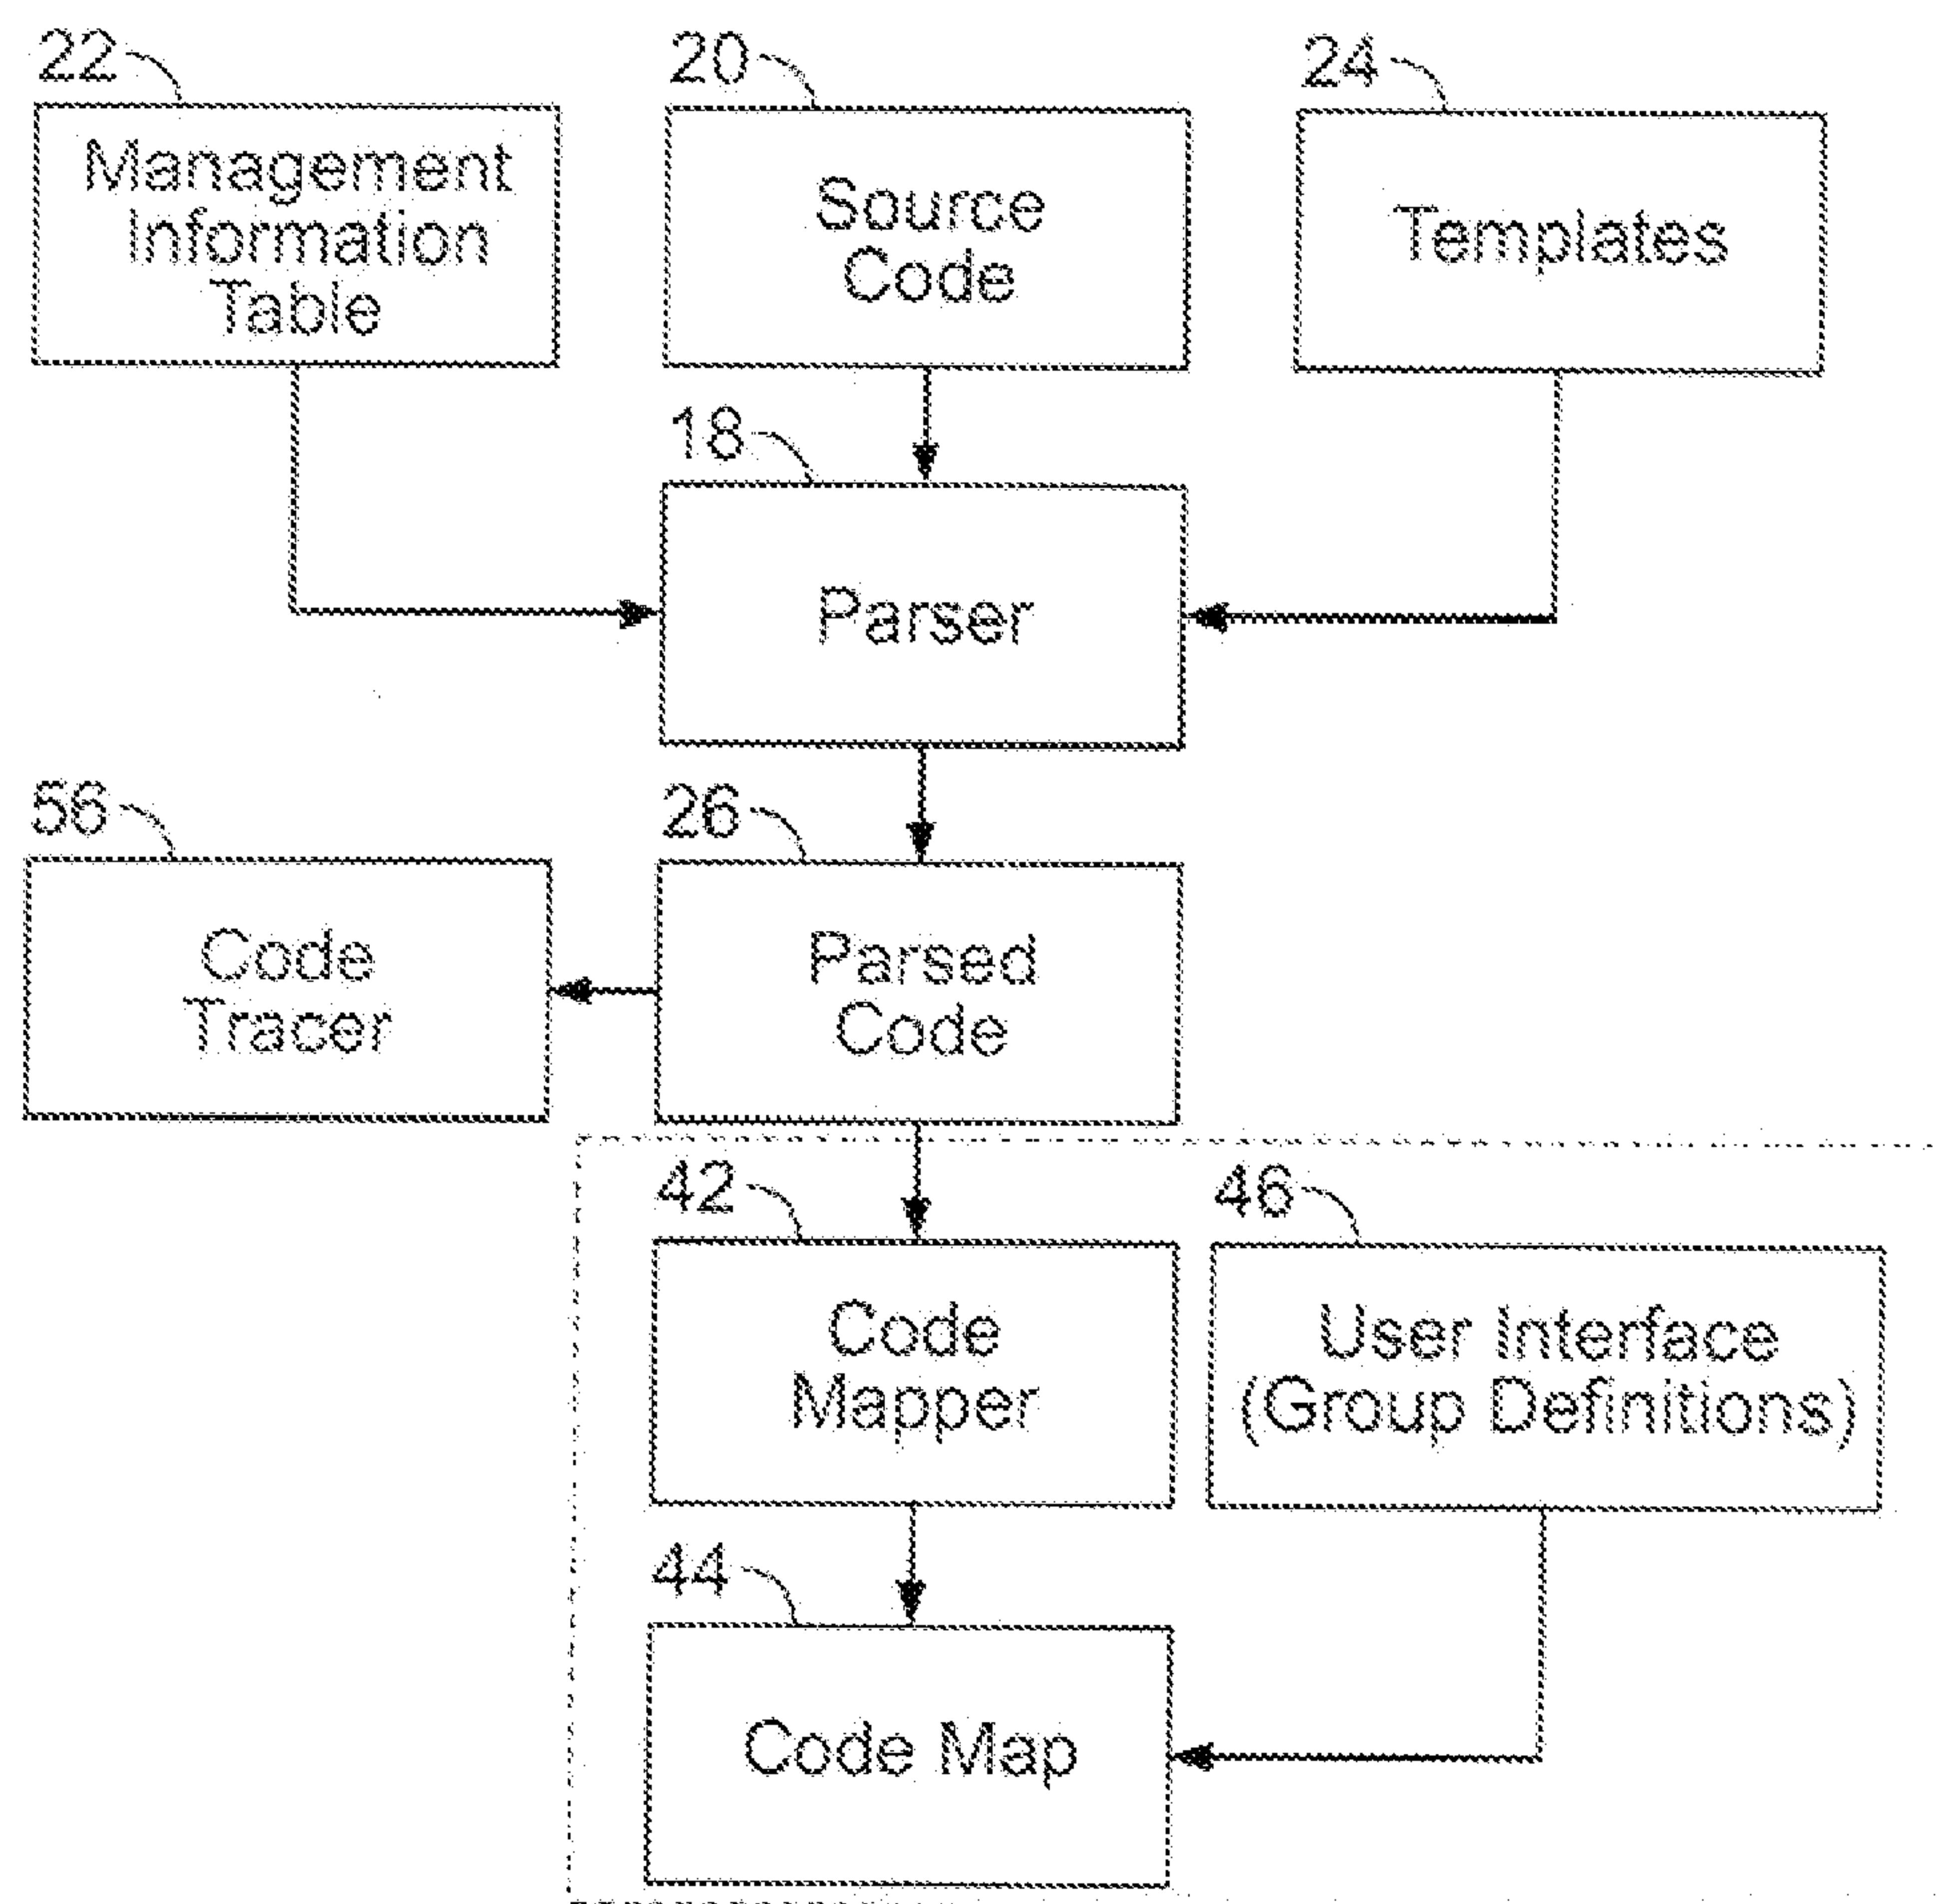 22
20
24
Management
Information
Table
Source
Code
Templates
18
Parser
56
26
Code
Tracer
Parsed
Code
42
46
Code
Mapper
User Interface
(Group Definitions)
44
Code Map